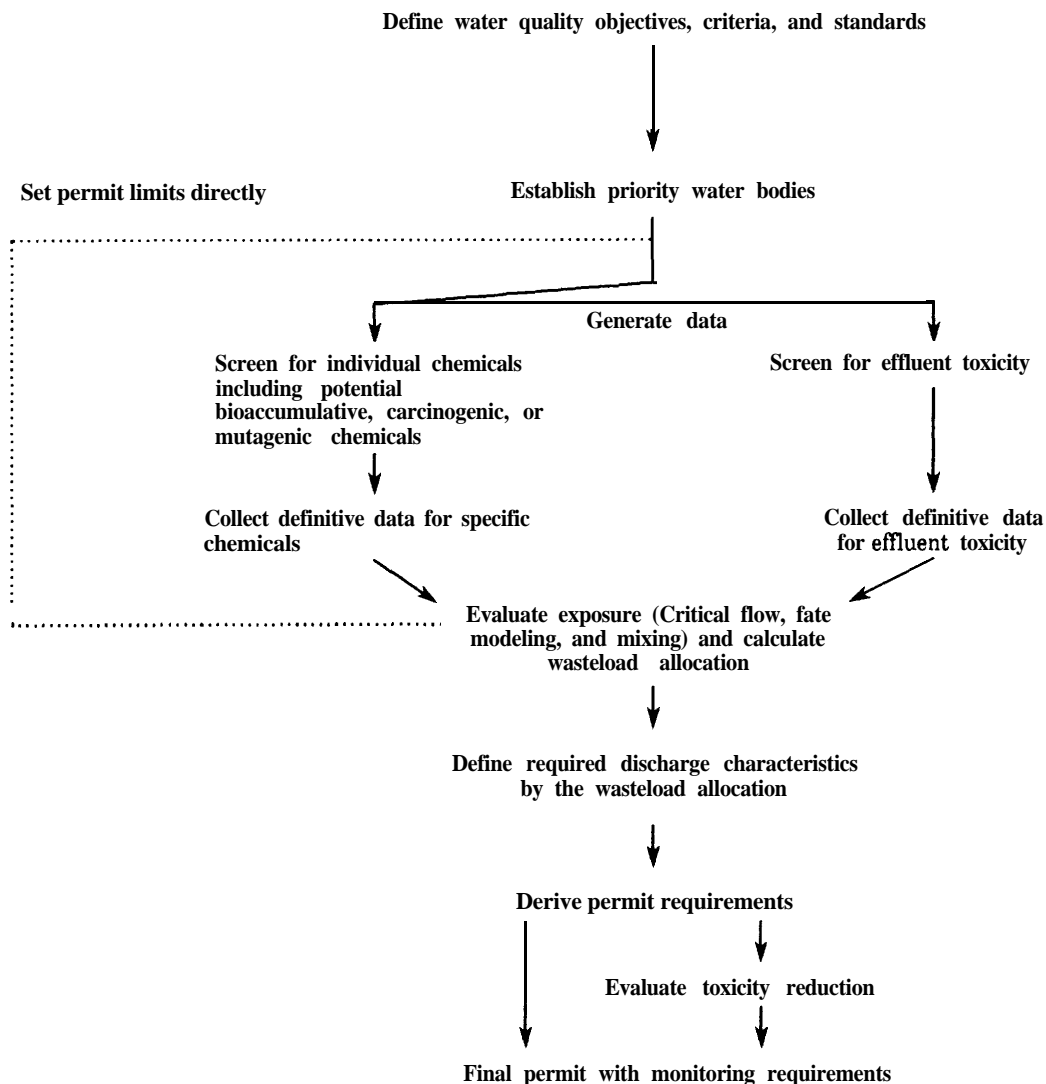 Define water quality objectives, criteria, and standards
Set permit limits directly
Establish priority water bodies
Generate data
Screen for individual chemicals
including potential
bioaccumulative, carcinogenic, or
mutagenic chemicals
Screen for effluent toxicity
Collect definitive data for specific
chemicals
Collect definitive data
for effluent toxicity
Evaluate exposure (Critical flow, fate
modeling, and mixing) and calculate
wasteload allocation
Define required discharge characteristics
by the wasteload allocation
Derive permit requirements
Evaluate toxicity reduction
Final permit with monitoring requirements